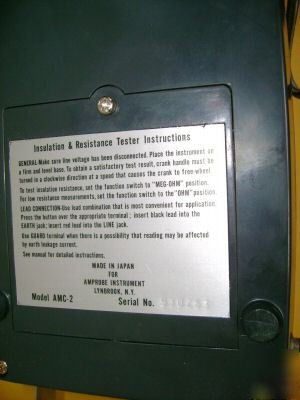 Insulation & Resistance Tester Instructions
GENERAL-Make sure line voltage has been disconnected. Place the instrument on
a firm and level base. To obtain a satisfactory test result, crank handle must be
turned in a clockwise direction at a speed that causes the crank to free wheel.
To test insulation resistance, set the function switch to "MEG-OHM" position.
For low resistance measurements, set the function switch to the "OHM" position.
LEAD CONNECTION-Use lead combination that is most convenient for application.
Press the button over the appropriate terminal; insert black lead into the
EARTH jack; insert red lead into the LINE jack.
Use GUARD terminal when there is a possibility that reading may be affected
by earth leakage current.
See manual for detailed instructions.
MADE IN JAPAN
FOR
AMPROBE INSTRUMENT
LYNBROOK, N.Y.
Model AMC-2 Serial No.